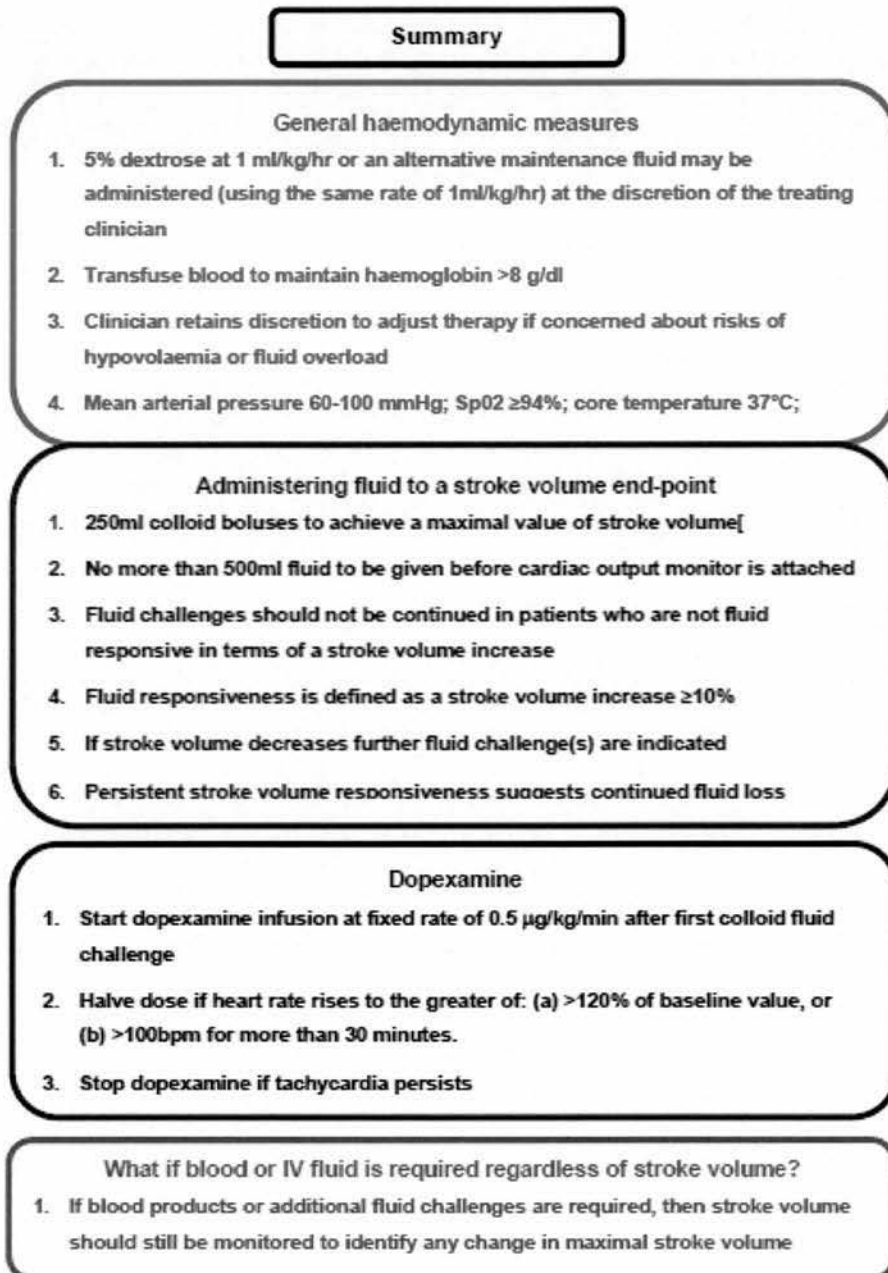 Summary
General haemodynamic measures
1. 5% dextrose at 1 ml/kg/hr or an alternative maintenance fluid may be
administered (using the same rate of 1ml/kg/hr) at the discretion of the treating
clinician
2. Transfuse blood to maintain haemoglobin >8 g/dl
3. Clinician retains discretion to adjust therapy if concerned about risks of
hypovolaemia or fluid overload
4. Mean arterial pressure 60-100 mmHg; Sp02 ≥94%; core temperature 37°C;
Administering fluid to a stroke volume end-point
1. 250ml colloid boluses to achieve a maximal value of stroke volume[
2. No more than 500ml fluid to be given before cardiac output monitor is attached
3. Fluid challenges should not be continued in patients who are not fluid
responsive in terms of a stroke volume increase
4. Fluid responsiveness is defined as a stroke volume increase ≥10%
5. If stroke volume decreases further fluid challenge(s) are indicated
6. Persistent stroke volume responsiveness suggests continued fluid loss
Dopexamine
1. Start dopexamine infusion at fixed rate of 0.5 µg/kg/min after first colloid fluid
challenge
2. Halve dose if heart rate rises to the greater of: (a) >120% of baseline value, or
(b) >100bpm for more than 30 minutes.
3. Stop dopexamine if tachycardia persists
What if blood or IV fluid is required regardless of stroke volume?
1. If blood products or additional fluid challenges are required, then stroke volume
should still be monitored to identify any change in maximal stroke volume